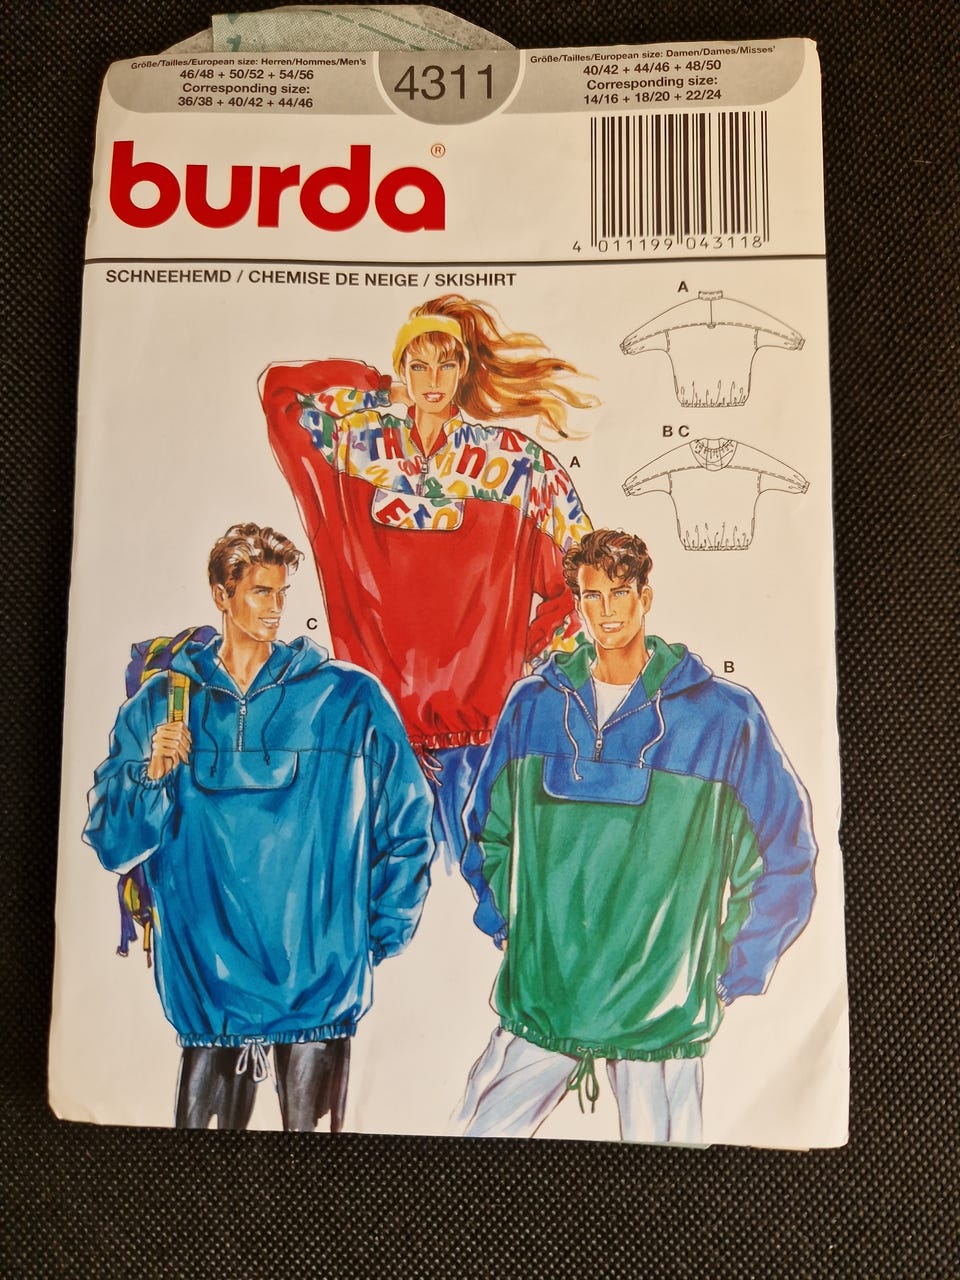 Größe/Tailles/European size: Herren/Hommes/Men's
46/48 + 50/52 + 54/56
Corresponding size:
36/38 + 40/42 + 44/46
4311
Größe/Tailles/European size: Damen/Dames/Misses'
40/42 + 44/46 + 48/50
Corresponding size:
14/16 + 18/20 + 22/24
burda®
4 011199 043118
SCHNEEHEMD / CHEMISE DE NEIGE / SKISHIRT
A
B C
A
C
B
TH
not